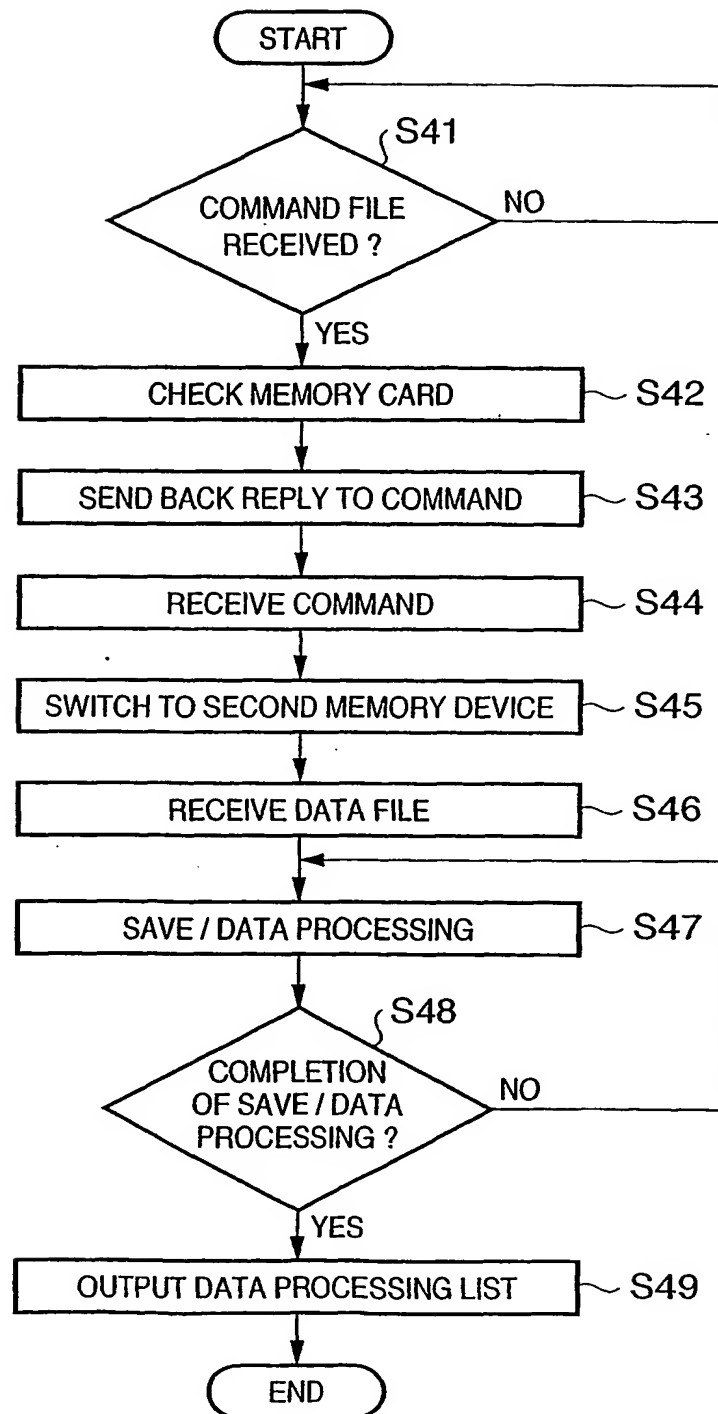 START
S41
COMMAND FILE
RECEIVED ?
NO
YES
CHECK MEMORY CARD
S42
SEND BACK REPLY TO COMMAND
S43
RECEIVE COMMAND
S44
SWITCH TO SECOND MEMORY DEVICE
S45
RECEIVE DATA FILE
S46
SAVE / DATA PROCESSING
S47
S48
COMPLETION
OF SAVE / DATA
PROCESSING ?
NO
YES
OUTPUT DATA PROCESSING LIST
S49
END